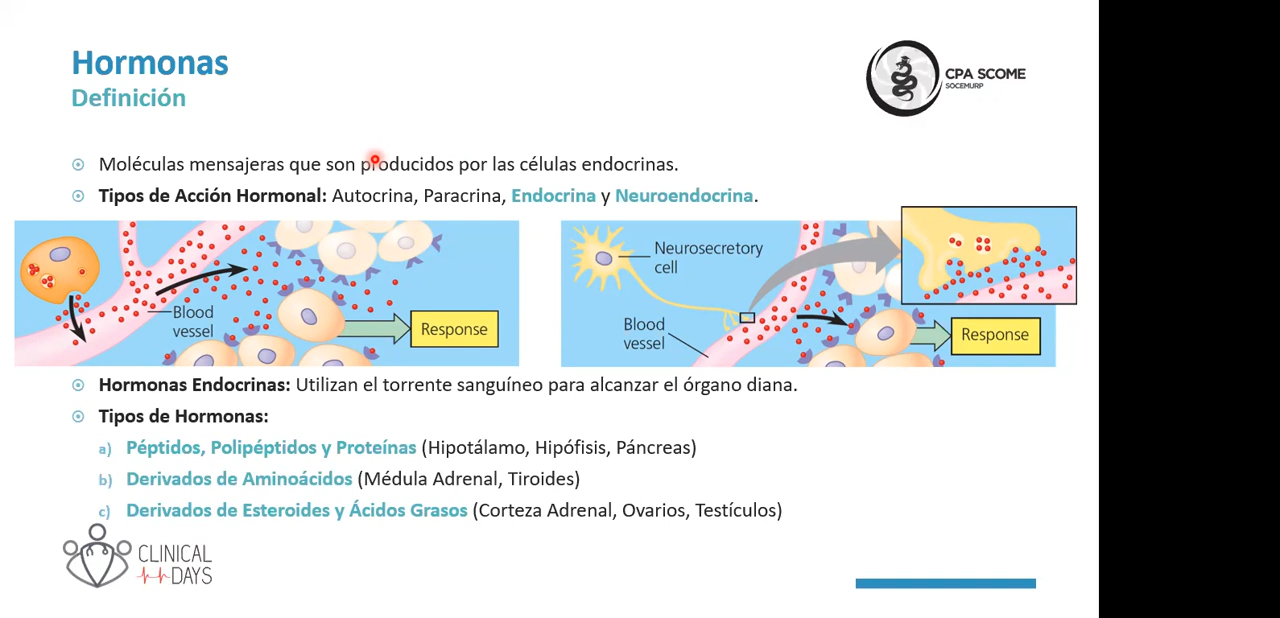 Hormonas
Definición
CPA SCOME
SOCEMURP
Moléculas mensajeras que son producidos por las células endocrinas.
Tipos de Acción Hormonal: Autocrina, Paracrina, Endocrina y Neuroendocrina.
Blood
vessel
Response
Neurosecretory
cell
Blood
vessel
Response
Hormonas Endocrinas: Utilizan el torrente sanguíneo para alcanzar el órgano diana.
Tipos de Hormonas:
a) Péptidos, Polipéptidos y Proteínas (Hipotálamo, Hipófisis, Páncreas)
b) Derivados de Aminoácidos (Médula Adrenal, Tiroides)
c) Derivados de Esteroides y Ácidos Grasos (Corteza Adrenal, Ovarios, Testículos)
CLINICAL
DAYS